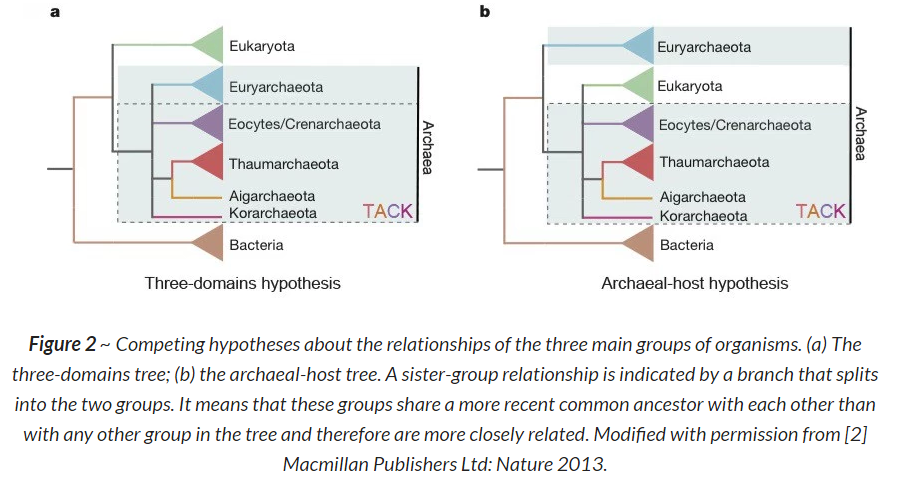 a
Eukaryota
Euryarchaeota
Eocytes/Crenarchaeota
Thaumarchaeota
Aigarchaeota
Korarchaeota
TACK
Archaea
Bacteria
Three-domains hypothesis
b
Euryarchaeota
Eukaryota
Eocytes/Crenarchaeota
Thaumarchaeota
Aigarchaeota
Korarchaeota
TACK
Archaea
Bacteria
Archaeal-host hypothesis
Figure 2 ~ Competing hypotheses about the relationships of the three main groups of organisms. (a) The
three-domains tree; (b) the archaeal-host tree. A sister-group relationship is indicated by a branch that splits
into the two groups. It means that these groups share a more recent common ancestor with each other than
with any other group in the tree and therefore are more closely related. Modified with permission from [2]
Macmillan Publishers Ltd: Nature 2013.